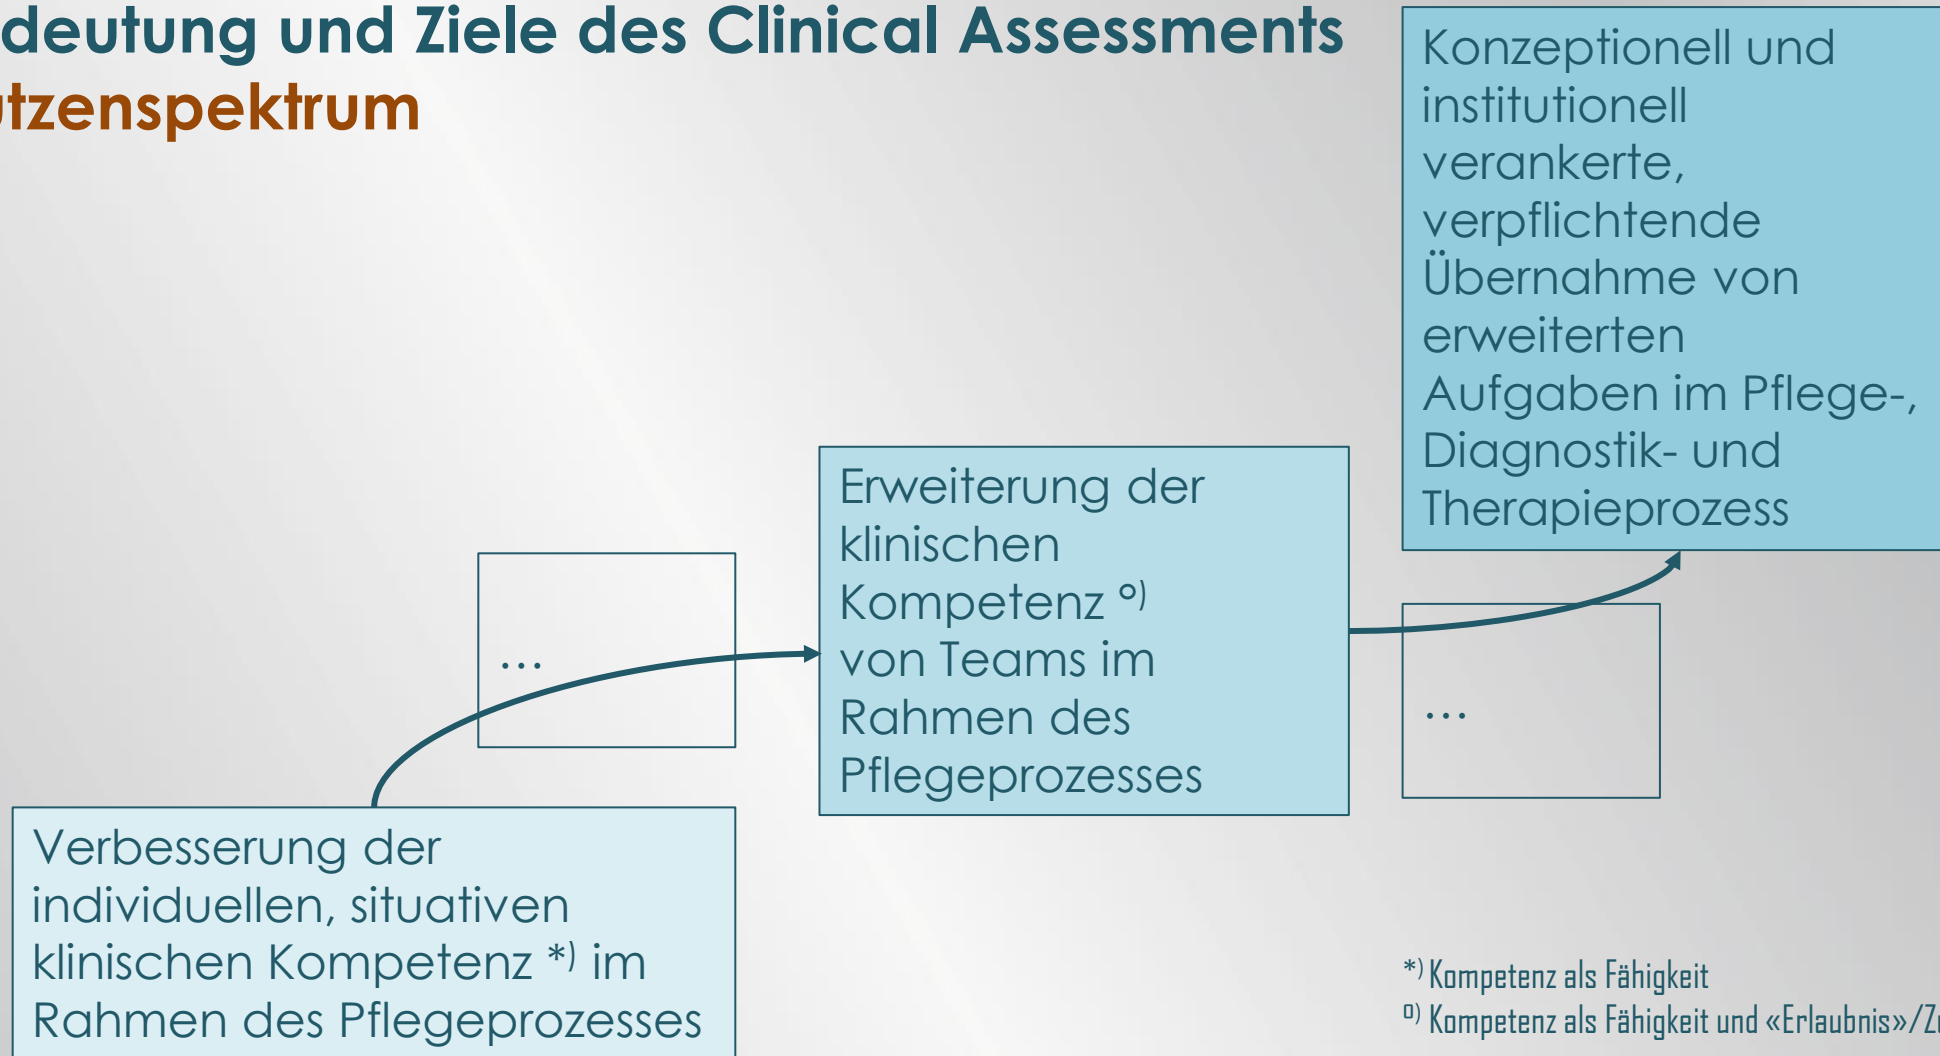 deutung und Ziele des Clinical Assessments
utzenspektrum
Konzeptionell und
institutionell
verankerte,
verpflichtende
Übernahme von
erweiterten
Aufgaben im Pflege-,
Diagnostik- und
Therapieprozess
Erweiterung der
klinischen
Kompetenz °)
von Teams im
Rahmen des
Pflegeprozesses
…
…
Verbesserung der
individuellen, situativen
klinischen Kompetenz *) im
Rahmen des Pflegeprozesses
*) Kompetenz als Fähigkeit
°) Kompetenz als Fähigkeit und «Erlaubnis»/